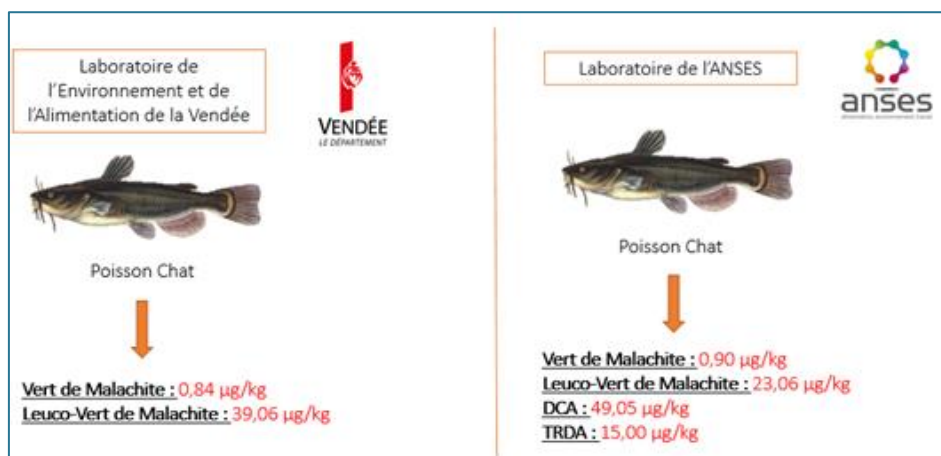 Laboratoire de
l'Environnement et de
l'Alimentation de la Vendée
VENDÉE
LE DÉPARTEMENT
Poisson Chat
Vert de Malachite : 0,84 µg/kg
Leuco-Vert de Malachite : 39,06 µg/kg
Laboratoire de l'ANSES
anses
Poisson Chat
Vert de Malachite : 0,90 µg/kg
Leuco-Vert de Malachite : 23,06 µg/kg
DCA : 49,05 µg/kg
TRDA : 15,00 µg/kg